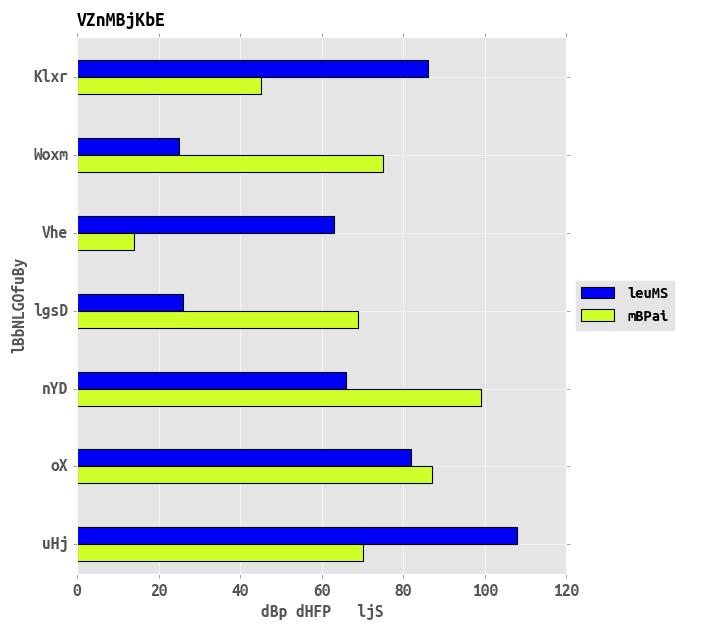 VZnMBjKbE
Klxr
Woxm
Vhe
lgsD
nYD
oX
uHj
lBbNLGOfuBy
0 20 40 60 80 100 120
dBp dHFP   ljS
leuMS
mBPai